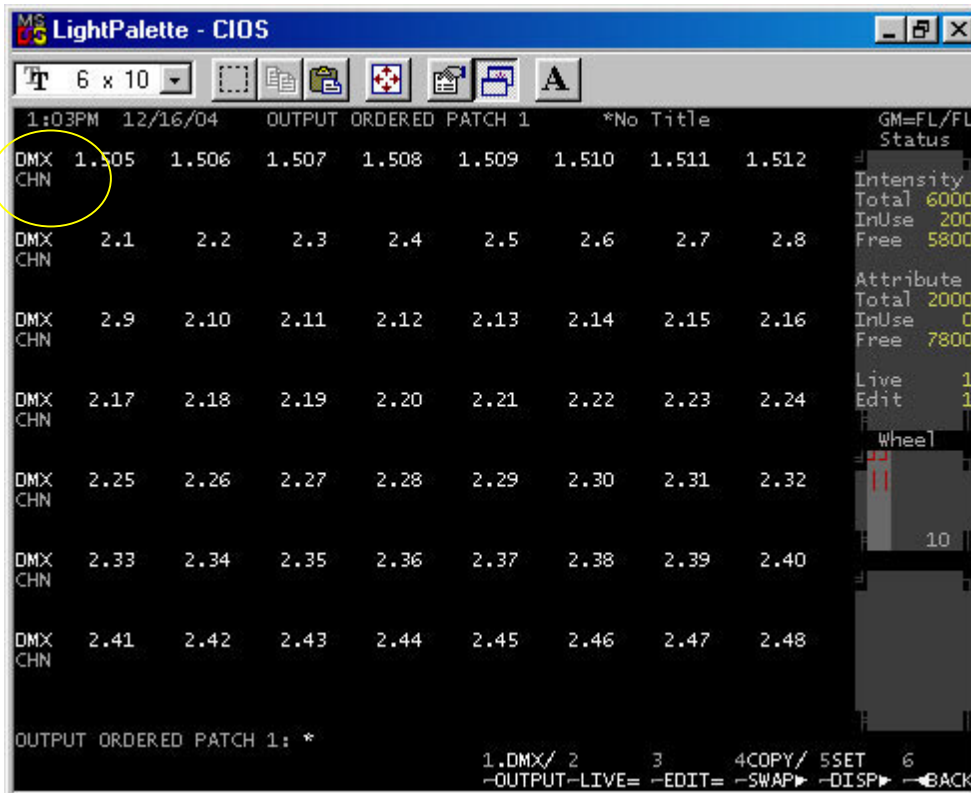 LightPalette - CIOS
6 x 10
A
1:03PM 12/16/04 OUTPUT ORDERED PATCH 1 *No Title GM=FL/FL
Status
DMX 1.505 1.506 1.507 1.508 1.509 1.510 1.511 1.512
CHN
Intensity
Total 6000
InUse 200
Free 5800
DMX 2.1 2.2 2.3 2.4 2.5 2.6 2.7 2.8
CHN
Attribute
Total 2000
InUse 0
Free 7800
DMX 2.9 2.10 2.11 2.12 2.13 2.14 2.15 2.16
CHN
Live 1
Edit 1
DMX 2.17 2.18 2.19 2.20 2.21 2.22 2.23 2.24
CHN
Wheel
DMX 2.25 2.26 2.27 2.28 2.29 2.30 2.31 2.32
CHN
10
DMX 2.33 2.34 2.35 2.36 2.37 2.38 2.39 2.40
CHN
DMX 2.41 2.42 2.43 2.44 2.45 2.46 2.47 2.48
CHN
OUTPUT ORDERED PATCH 1: *
1.DMX/ 2 3 4COPY/ 5SET 6
OUTPUT LIVE= EDIT= SWAP DISP BACK